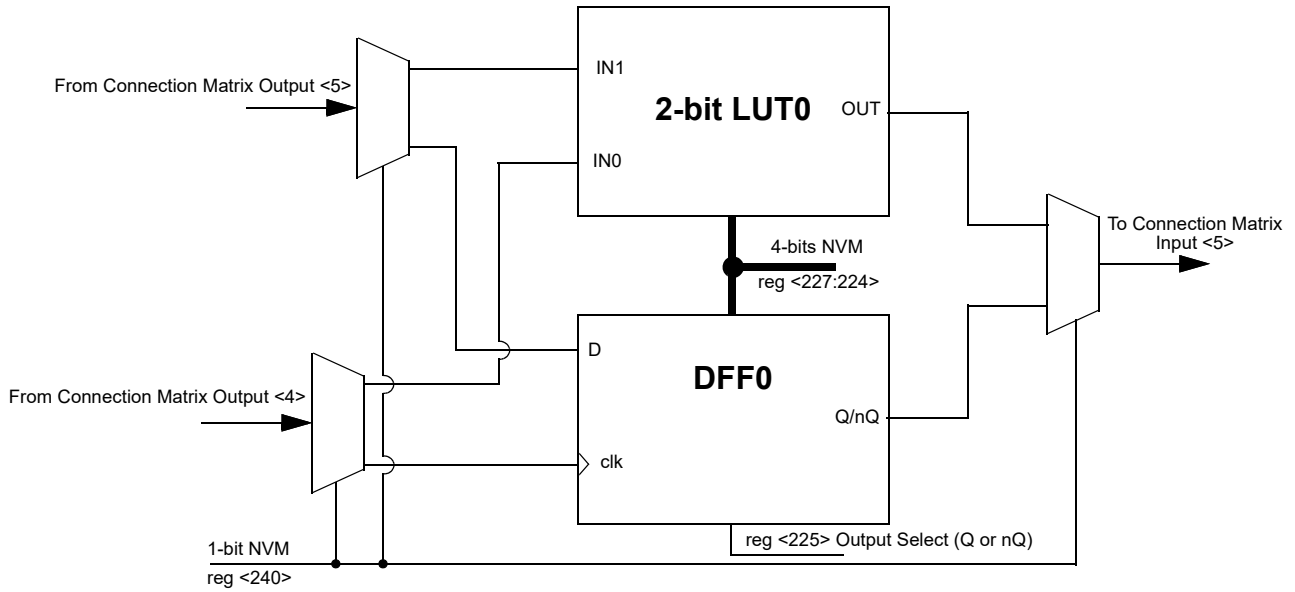 From Connection Matrix Output <5>
IN1
2-bit LUT0
OUT
IN0
To Connection Matrix
Input <5>
4-bits NVM
reg <227:224>
D
DFF0
From Connection Matrix Output <4>
Q/nQ
clk
reg <225> Output Select (Q or nQ)
1-bit NVM
reg <240>